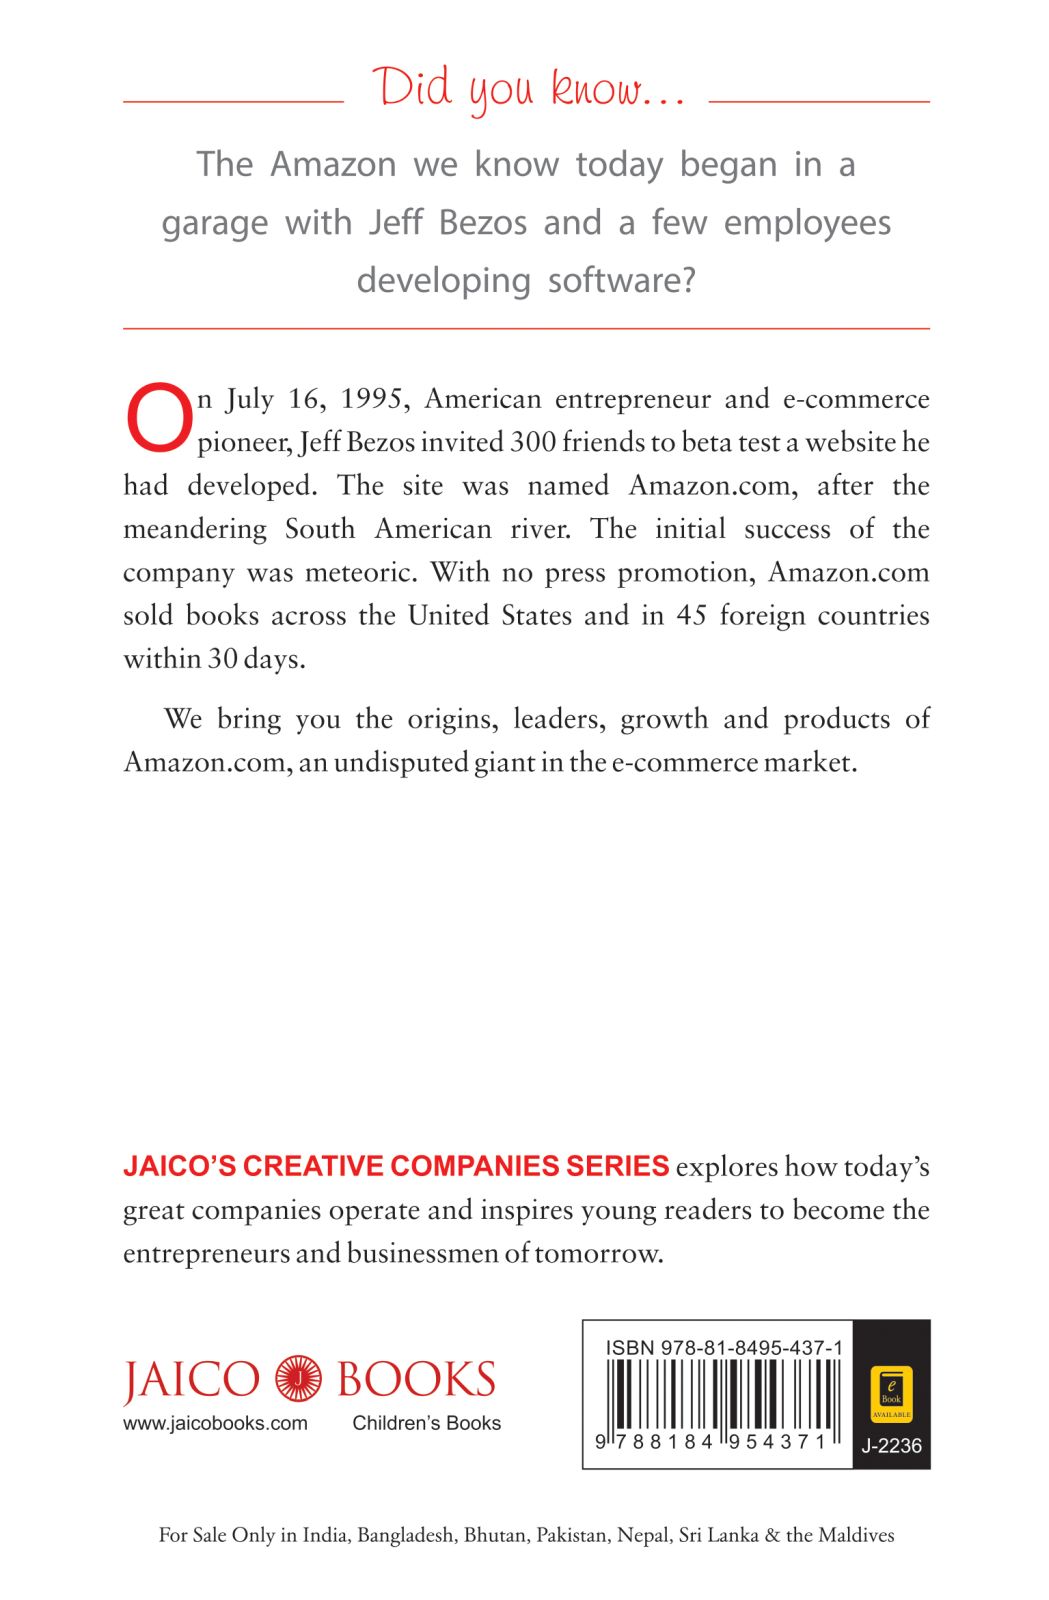 Did you know...
The Amazon we know today began in a
garage with Jeff Bezos and a few employees
developing software?
On July 16, 1995, American entrepreneur and e-commerce
pioneer, Jeff Bezos invited 300 friends to beta test a website he
had developed. The site was named Amazon.com, after the
meandering South American river. The initial success of the
company was meteoric. With no press promotion, Amazon.com
sold books across the United States and in 45 foreign countries
within 30 days.
We bring you the origins, leaders, growth and products of
Amazon.com, an undisputed giant in the e-commerce market.
JAICO’S CREATIVE COMPANIES SERIES explores how today’s
great companies operate and inspires young readers to become the
entrepreneurs and businessmen of tomorrow.
JAICO J BOOKS
www.jaicobooks.com Children’s Books
ISBN 978-81-8495-437-1
9 788184 954371
e
Book
AVAILABLE
J-2236
For Sale Only in India, Bangladesh, Bhutan, Pakistan, Nepal, Sri Lanka & the Maldives